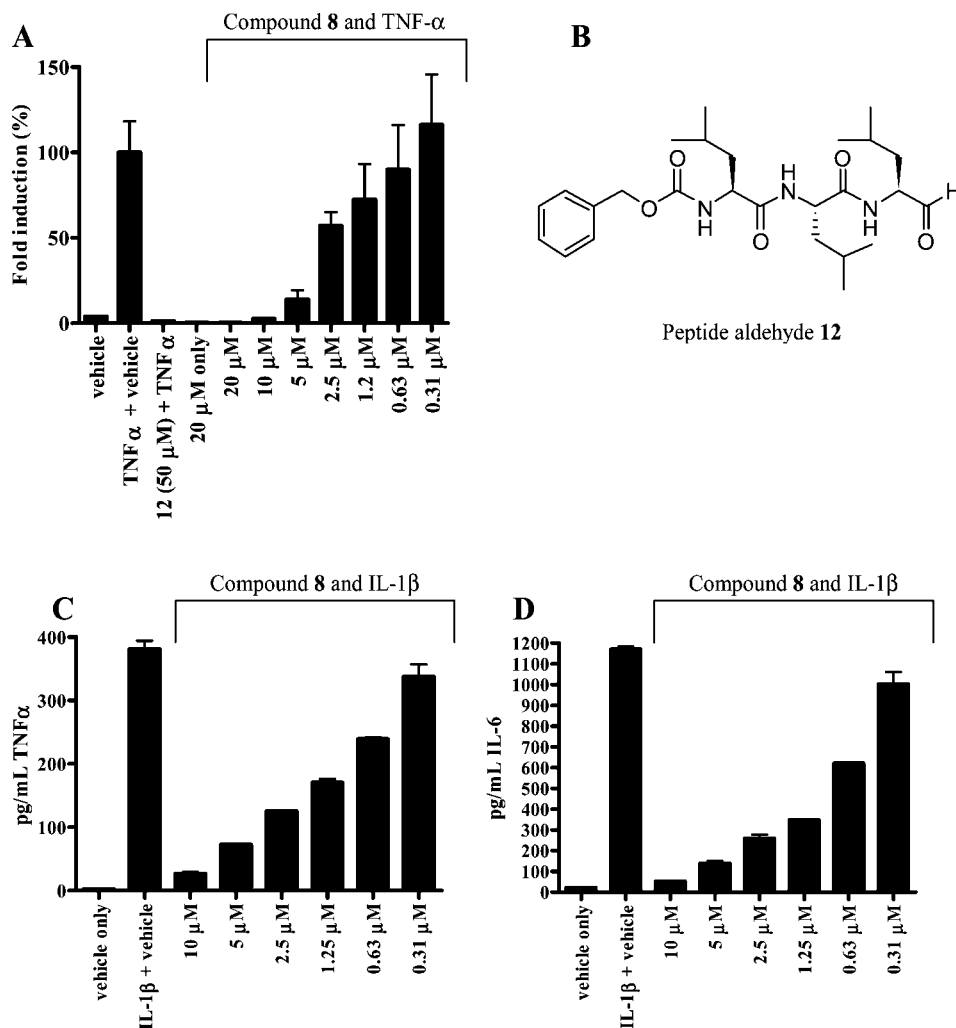 A
Compound 8 and TNF-α
Fold induction (%)
150
100
50
0
vehicle
TNFα + vehicle
12 (50 μM) + TNFα
20 μM only
20 μM
10 μM
5 μM
2.5 μM
1.2 μM
0.63 μM
0.31 μM
B
O
O
N
H
O
H
N
O
N
H
O
H
Peptide aldehyde 12
C
Compound 8 and IL-1β
pg/mL TNFα
400
300
200
100
0
vehicle only
IL-1β + vehicle
10 μM
5 μM
2.5 μM
1.25 μM
0.63 μM
0.31 μM
D
Compound 8 and IL-1β
pg/mL IL-6
1200
1100
1000
900
800
700
600
500
400
300
200
100
0
vehicle only
IL-1β + vehicle
10 μM
5 μM
2.5 μM
1.25 μM
0.63 μM
0.31 μM